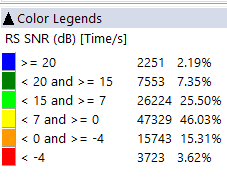 Color Legends
RS SNR (dB) [Time/s]
>= 20 2251 2.19%
< 20 and >= 15 7553 7.35%
< 15 and >= 7 26224 25.50%
< 7 and >= 0 47329 46.03%
< 0 and >= -4 15743 15.31%
< -4 3723 3.62%